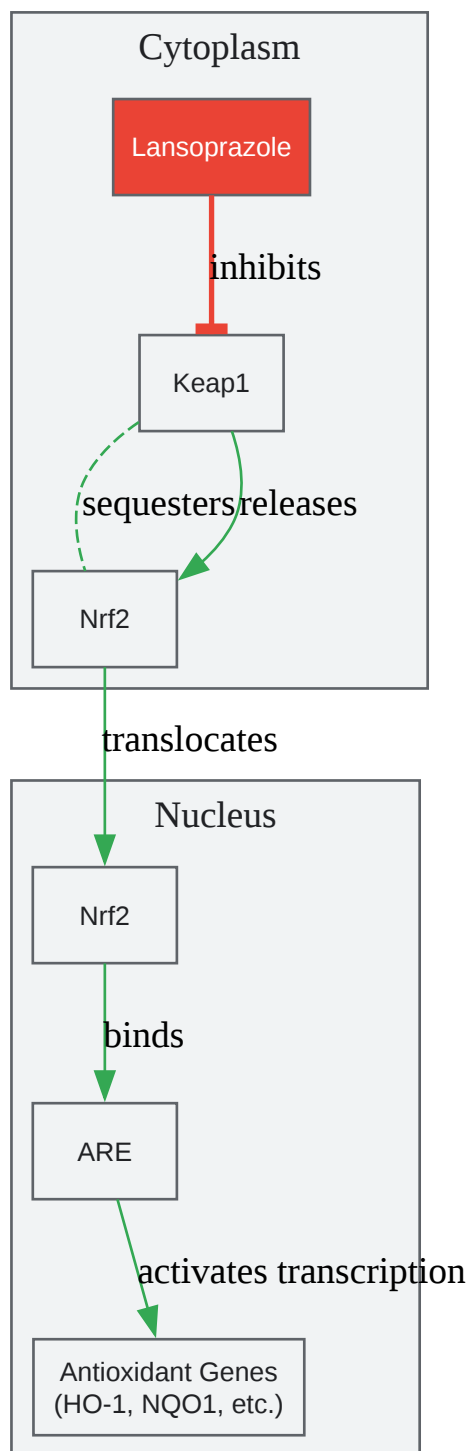 Cytoplasm
Lansoprazole
inhibits
Keap1
sequesters
releases
Nrf2
translocates
Nucleus
Nrf2
binds
ARE
activates transcription
Antioxidant Genes
(HO-1, NQO1, etc.)